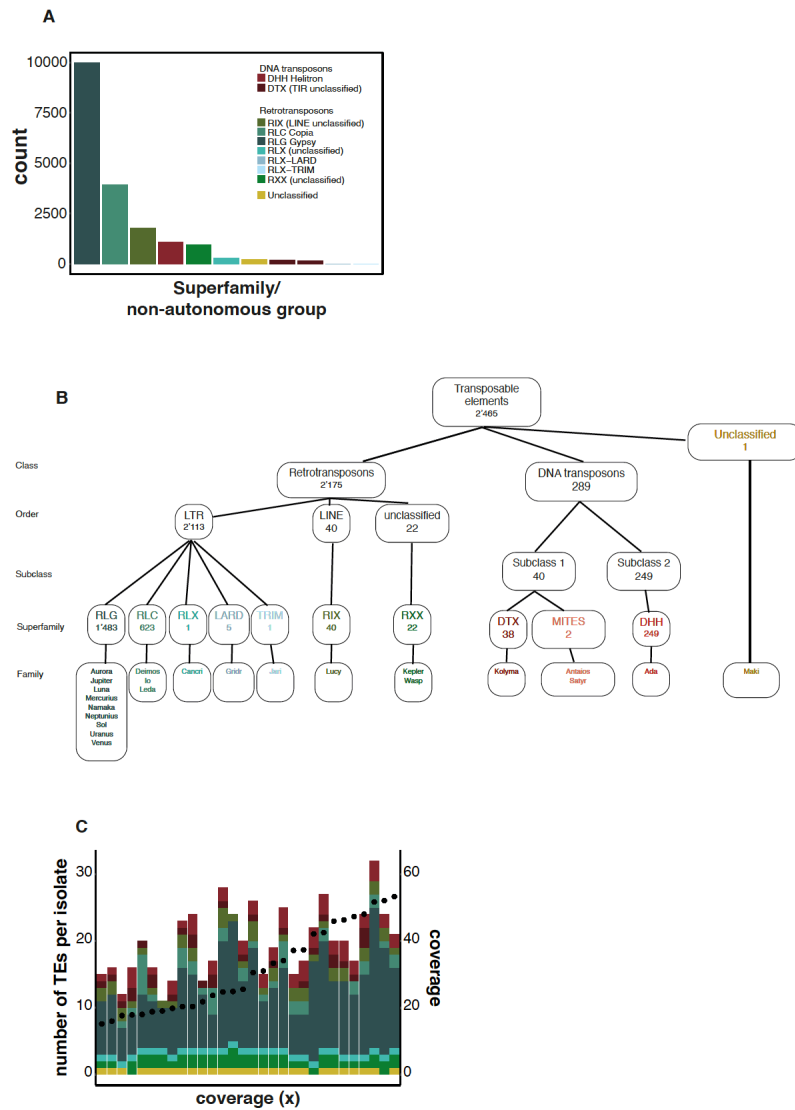 A
10000
7500
5000
2500
0
count
DNA transposons
DHH Helitron
DTX (TIR unclassified)
Retrotransposons
RIX (LINE unclassified)
RLC Copia
RLG Gypsy
RLX (unclassified)
RLX-LARD
RLX-TRIM
RXX (unclassified)
Unclassified
Superfamily/
non-autonomous group
B
Transposable
elements
2'465
Unclassified
1
Class
Retrotransposons
2'175
DNA transposons
289
Order
LTR
2'113
LINE
40
unclassified
22
Subclass
Subclass 1
40
Subclass 2
249
Superfamily
RLG
1'483
RLC
623
RLX
1
LARD
5
TRIM
1
RIX
40
RXX
22
DTX
38
MITES
2
DHH
249
Family
Aurora
Jupiter
Luna
Mercurius
Namaka
Neptunius
Sol
Uranus
Venus
Deimos
Io
Leda
Cancri
Gridr
Jari
Lucy
Kepler
Wasp
Kolyma
Antaios
Satyr
Ada
Maki
C
number of TEs per isolate
30
20
10
0
60
40
20
0
coverage
coverage (x)